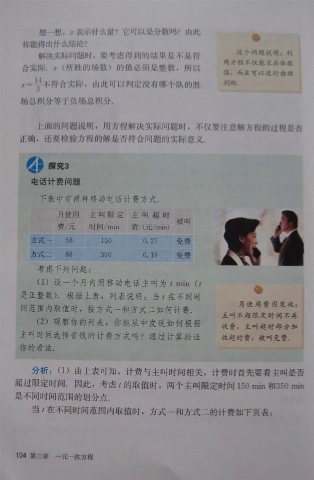 想一想，x表示什么量？它可以是分数吗？由此
你能得出什么结论？
解决实际问题时，要考虑得到的结果是不是符
合实际. x（所胜的场数）的值必须是整数，所以
x=14/3不符合实际，由此可以判定没有哪个队的胜
场总积分等于负场总积分.
这个问题说明，利
用方程不仅能求具体数
值，而且可以进行推理
判断.
上面的问题说明，用方程解决实际问题时，不仅要注意解方程的过程是否
正确，还要检验方程的解是否符合问题的实际意义.
探究3
电话计费问题
下表中有两种移动电话计费方式.
月使用 主叫限定 主叫超时 被叫
费/元 时间/min 费/(元/min)
方式一 58 150 0.25 免费
方式二 88 350 0.19 免费
考虑下列问题：
（1）设一个月内用移动电话主叫为t min（t
是正整数）. 根据上表，列表说明：当t在不同时
间范围内取值时，按方式一和方式二如何计费.
（2）观察你的列表，你能从中发现如何根据
主叫时间选择省钱的计费方式吗？通过计算验证
你的看法.
月使用费固定收；
主叫不超限定时间不再
收费，主叫超时部分加
收超时费；被叫免费.
分析：（1）由上表可知，计费与主叫时间相关，计费时首先要看主叫是否
超过限定时间. 因此，考虑t的取值时，两个主叫限定时间150 min和350 min
是不同时间范围的划分点.
当t在不同时间范围内取值时，方式一和方式二的计费如下页表：
104 第三章 一元一次方程